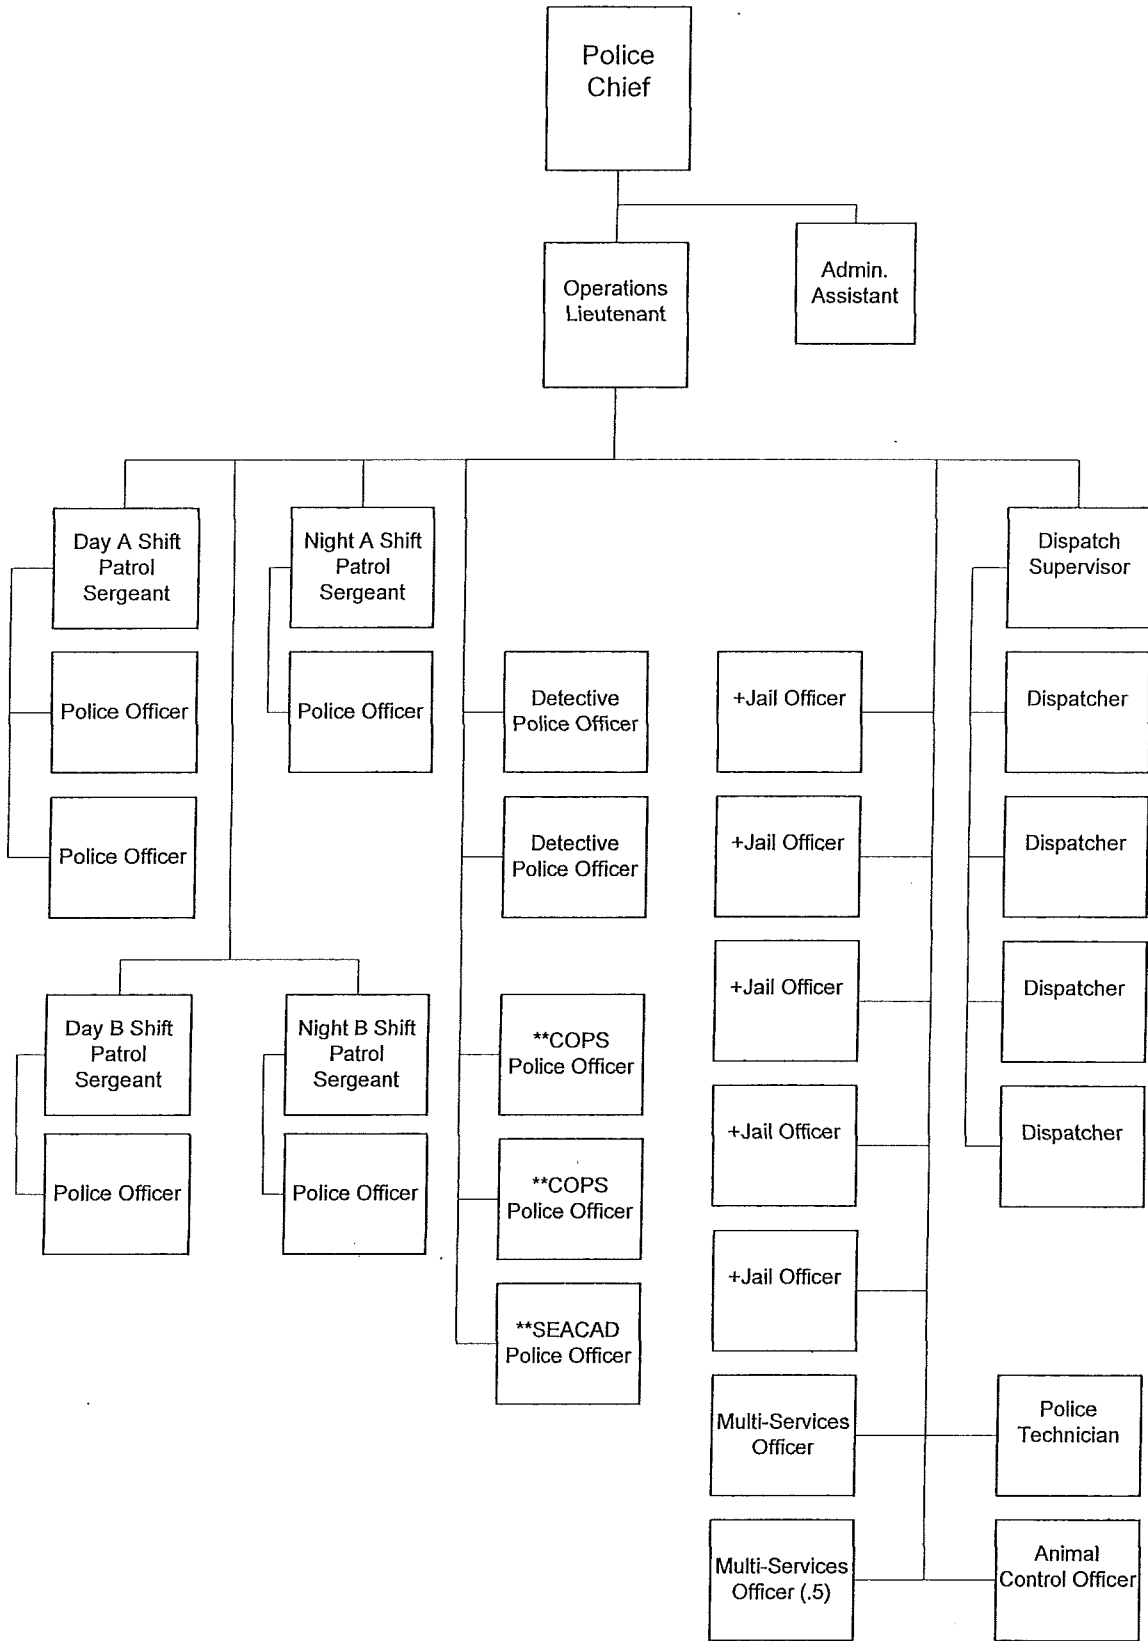 Police
Chief
Operations
Lieutenant
Admin.
Assistant
Day A Shift
Patrol
Sergeant
Night A Shift
Patrol
Sergeant
Dispatch
Supervisor
Police Officer
Police Officer
Detective
Police Officer
+Jail Officer
Dispatcher
Police Officer
Detective
Police Officer
+Jail Officer
Dispatcher
Day B Shift
Patrol
Sergeant
Night B Shift
Patrol
Sergeant
**COPS
Police Officer
+Jail Officer
Dispatcher
Police Officer
Police Officer
**COPS
Police Officer
+Jail Officer
Dispatcher
**SEACAD
Police Officer
+Jail Officer
Multi-Services
Officer
Police
Technician
Multi-Services
Officer (.5)
Animal
Control Officer